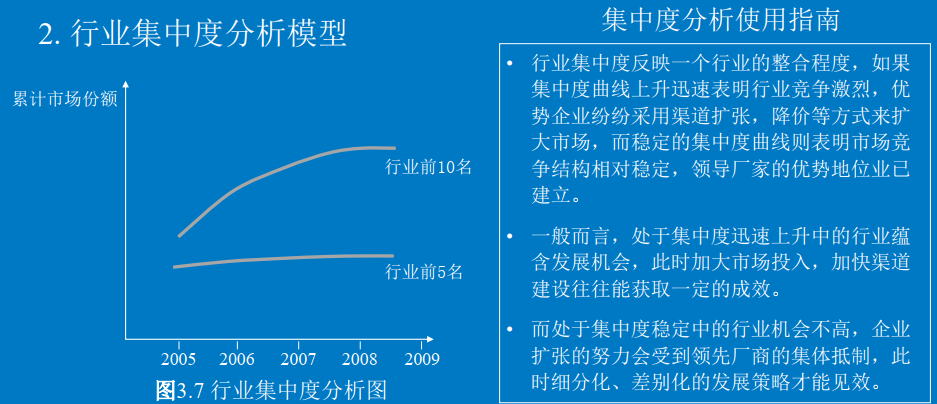 2. 行业集中度分析模型
累计市场份额
行业前10名
行业前5名
2005 2006 2007 2008 2009
图3.7 行业集中度分析图
集中度分析使用指南
• 行业集中度反映一个行业的整合程度，如果
集中度曲线上升迅速表明行业竞争激烈，优
势企业纷纷采用渠道扩张，降价等方式来扩
大市场，而稳定的集中度曲线则表明市场竞
争结构相对稳定，领导厂家的优势地位业已
建立。
• 一般而言，处于集中度迅速上升中的行业蕴
含发展机会，此时加大市场投入，加快渠道
建设往往能获取一定的成效。
• 而处于集中度稳定中的行业机会不高，企业
扩张的努力会受到领先厂商的集体抵制，此
时细分化、差别化的发展策略才能见效。